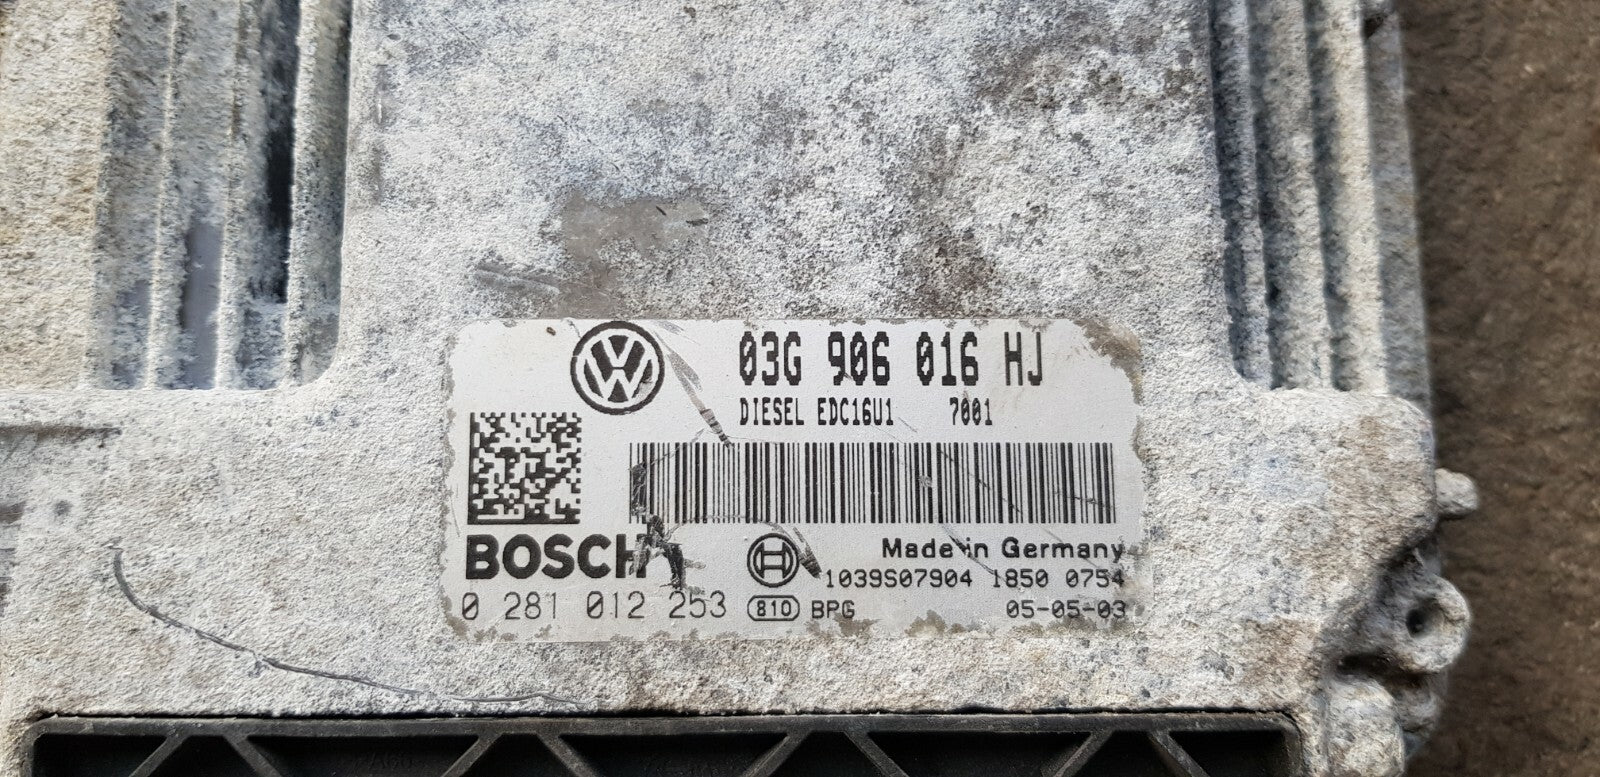 VW
03G 906 016 HJ
DIESEL EDC16U1 7001
BOSCH
Made in Germany
1039S07904 1850 0754
0 281 012 253
810 BPG 05-05-03